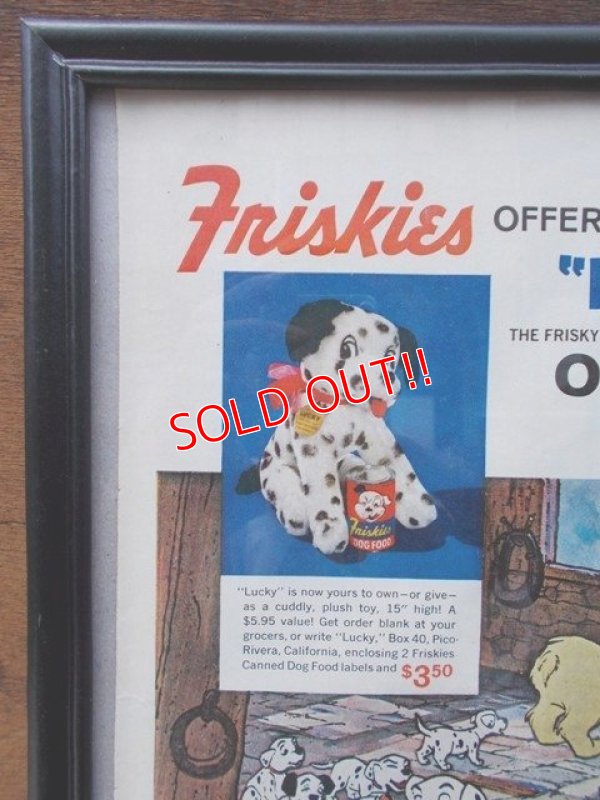 Friskies OFFER
"
THE FRISKY
O
SOLD OUT!!
LUCKY
Friskies
DOG FOOD
"Lucky" is now yours to own—or give—
as a cuddly, plush toy, 15" high! A
$5.95 value! Get order blank at your
grocers, or write "Lucky," Box 40, Pico-
Rivera, California, enclosing 2 Friskies
Canned Dog Food labels and $3 50